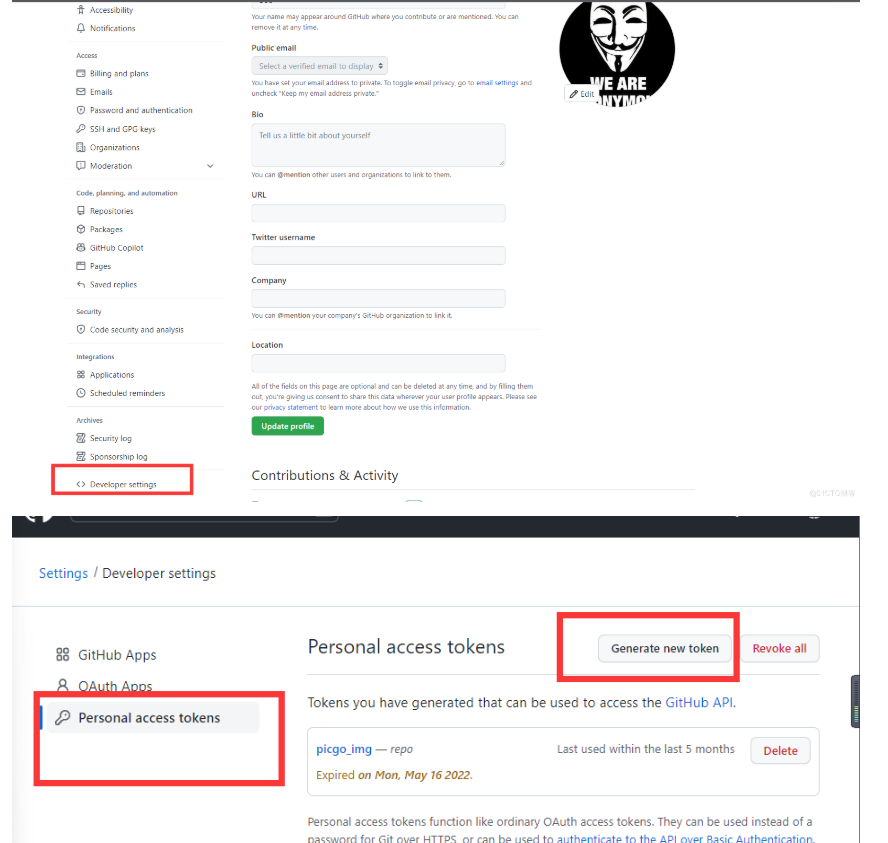 Accessibility
Notifications
Access
Billing and plans
Emails
Password and authentication
SSH and GPG keys
Organizations
Moderation
Code, planning, and automation
Repositories
Packages
GitHub Copilot
Pages
Saved replies
Security
Code security and analysis
Integrations
Applications
Scheduled reminders
Archives
Security log
Sponsorship log
<> Developer settings
Your name may appear around GitHub where you contribute or are mentioned. You can
remove it at any time.
Public email
Select a verified email to display
You have set your email address to private. To toggle email privacy, go to email settings and
uncheck "Keep my email address private."
Bio
Tell us a little bit about yourself
You can @mention other users and organizations to link to them.
URL
Twitter username
Company
You can @mention your company's GitHub organization to link it.
Location
All of the fields on this page are optional and can be deleted at any time, and by filling them
out, you're giving us consent to share this data wherever your user profile appears. Please see
our privacy statement to learn more about how we use this information.
Update profile
Contributions & Activity
WE ARE
ANYMO
Edit
@51CTO博客
Settings / Developer settings
GitHub Apps
OAuth Apps
Personal access tokens
Personal access tokens
Generate new token
Revoke all
Tokens you have generated that can be used to access the GitHub API.
picgo_img — repo
Last used within the last 5 months
Delete
Expired on Mon, May 16 2022.
Personal access tokens function like ordinary OAuth access tokens. They can be used instead of a
password for Git over HTTPS, or can be used to authenticate to the API over Basic Authentication.